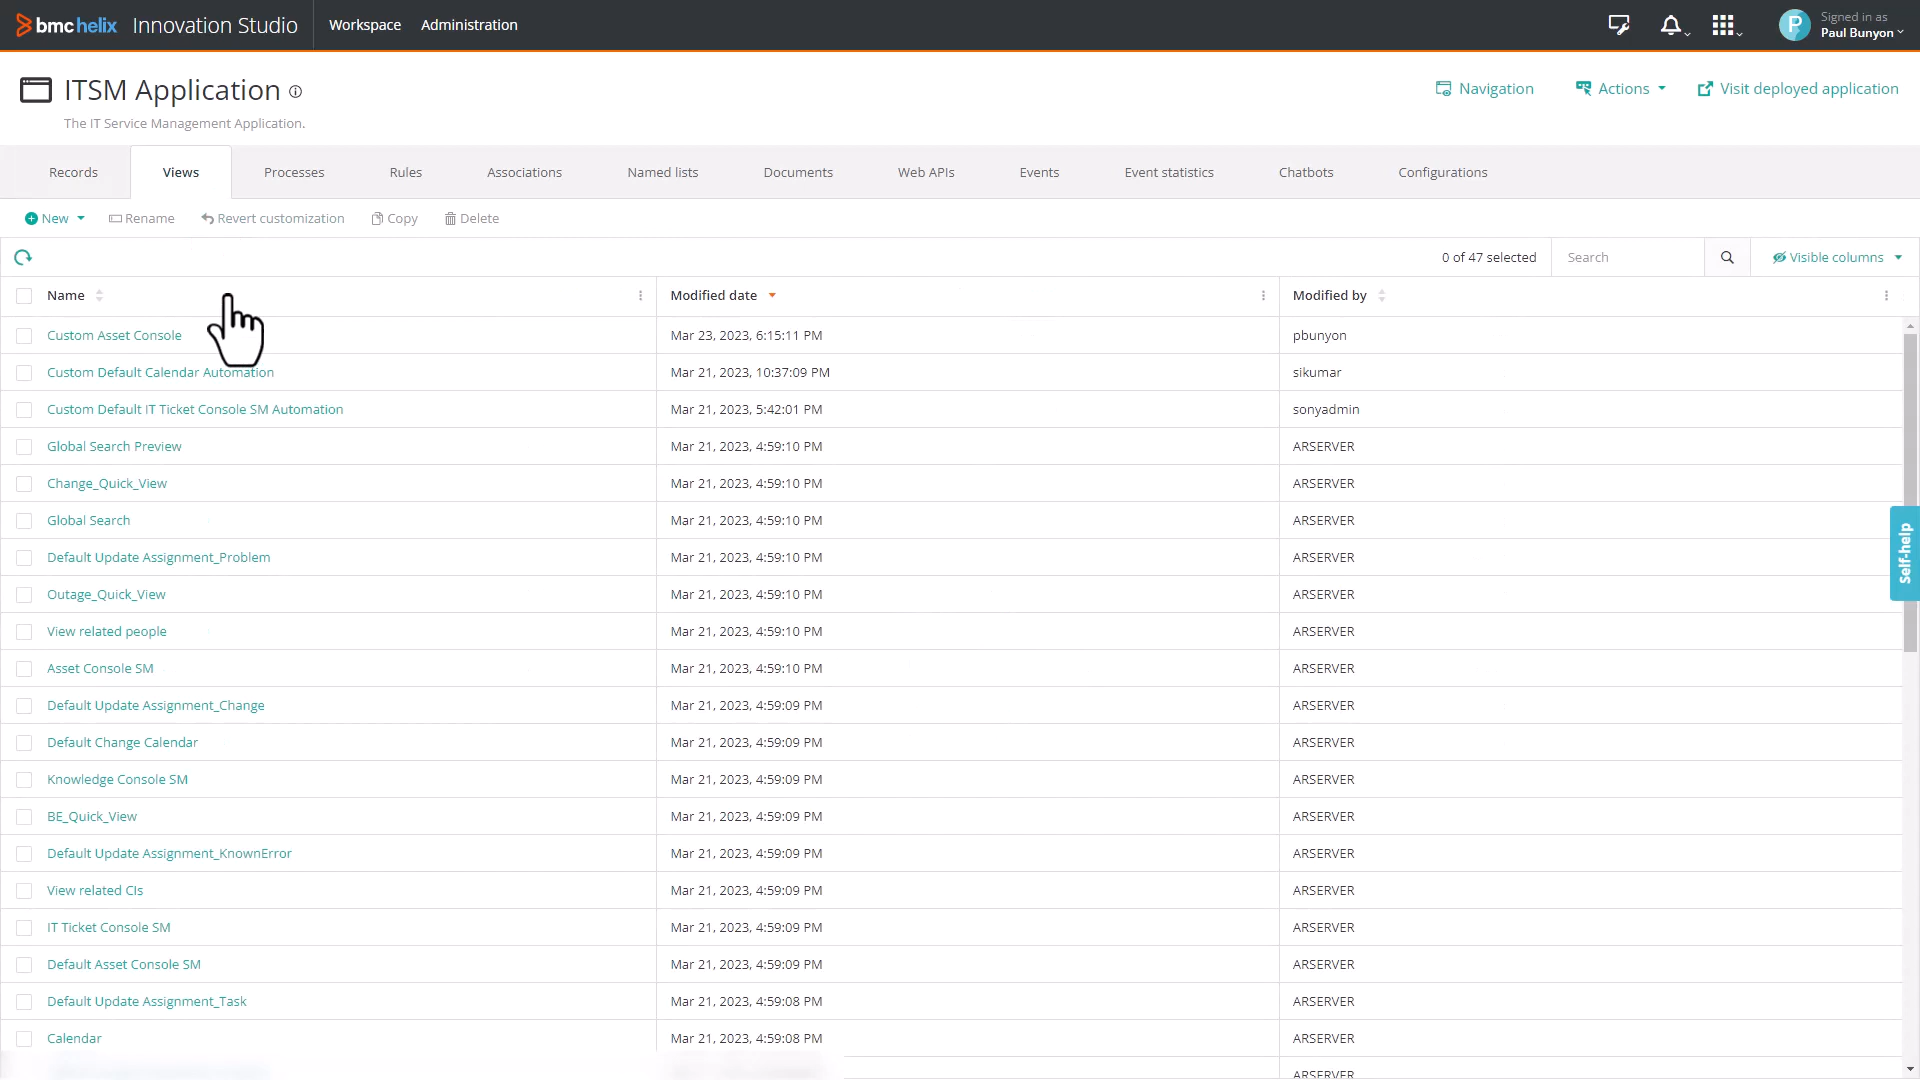 bmchelix Innovation Studio Workspace Administration P Signed in as
Paul Bunyon
ITSM Application
The IT Service Management Application.
Navigation Actions Visit deployed application
Records Views Processes Rules Associations Named lists Documents Web APIs Events Event statistics Chatbots Configurations
New Rename Revert customization Copy Delete
0 of 47 selected Search Visible columns
Name Modified date Modified by
Custom Asset Console Mar 23, 2023, 6:15:11 PM pbunyon
Custom Default Calendar Automation Mar 21, 2023, 10:37:09 PM sikumar
Custom Default IT Ticket Console SM Automation Mar 21, 2023, 5:42:01 PM sonyadmin
Global Search Preview Mar 21, 2023, 4:59:10 PM ARSERVER
Change_Quick_View Mar 21, 2023, 4:59:10 PM ARSERVER
Global Search Mar 21, 2023, 4:59:10 PM ARSERVER
Default Update Assignment_Problem Mar 21, 2023, 4:59:10 PM ARSERVER
Outage_Quick_View Mar 21, 2023, 4:59:10 PM ARSERVER
View related people Mar 21, 2023, 4:59:10 PM ARSERVER
Asset Console SM Mar 21, 2023, 4:59:10 PM ARSERVER
Default Update Assignment_Change Mar 21, 2023, 4:59:09 PM ARSERVER
Default Change Calendar Mar 21, 2023, 4:59:09 PM ARSERVER
Knowledge Console SM Mar 21, 2023, 4:59:09 PM ARSERVER
BE_Quick_View Mar 21, 2023, 4:59:09 PM ARSERVER
Default Update Assignment_KnownError Mar 21, 2023, 4:59:09 PM ARSERVER
View related CIs Mar 21, 2023, 4:59:09 PM ARSERVER
IT Ticket Console SM Mar 21, 2023, 4:59:09 PM ARSERVER
Default Asset Console SM Mar 21, 2023, 4:59:09 PM ARSERVER
Default Update Assignment_Task Mar 21, 2023, 4:59:08 PM ARSERVER
Calendar Mar 21, 2023, 4:59:08 PM ARSERVER
ARSERVER
Self-help